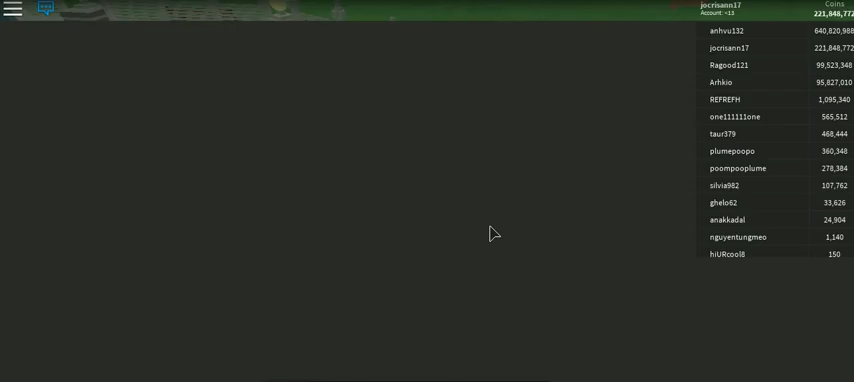 jocrisann17 Coins
Account: <13 221,848,772
anhvu132 640,820,988
jocrisann17 221,848,772
Ragood121 99,523,348
Arhkio 95,827,010
REFREFH 1,095,340
one111111one 565,512
taur379 468,444
plumepoopo 360,348
poompooplume 278,384
silvia982 107,762
ghelo62 33,626
anakkadal 24,904
nguyentungmeo 1,140
hiURcool8 150